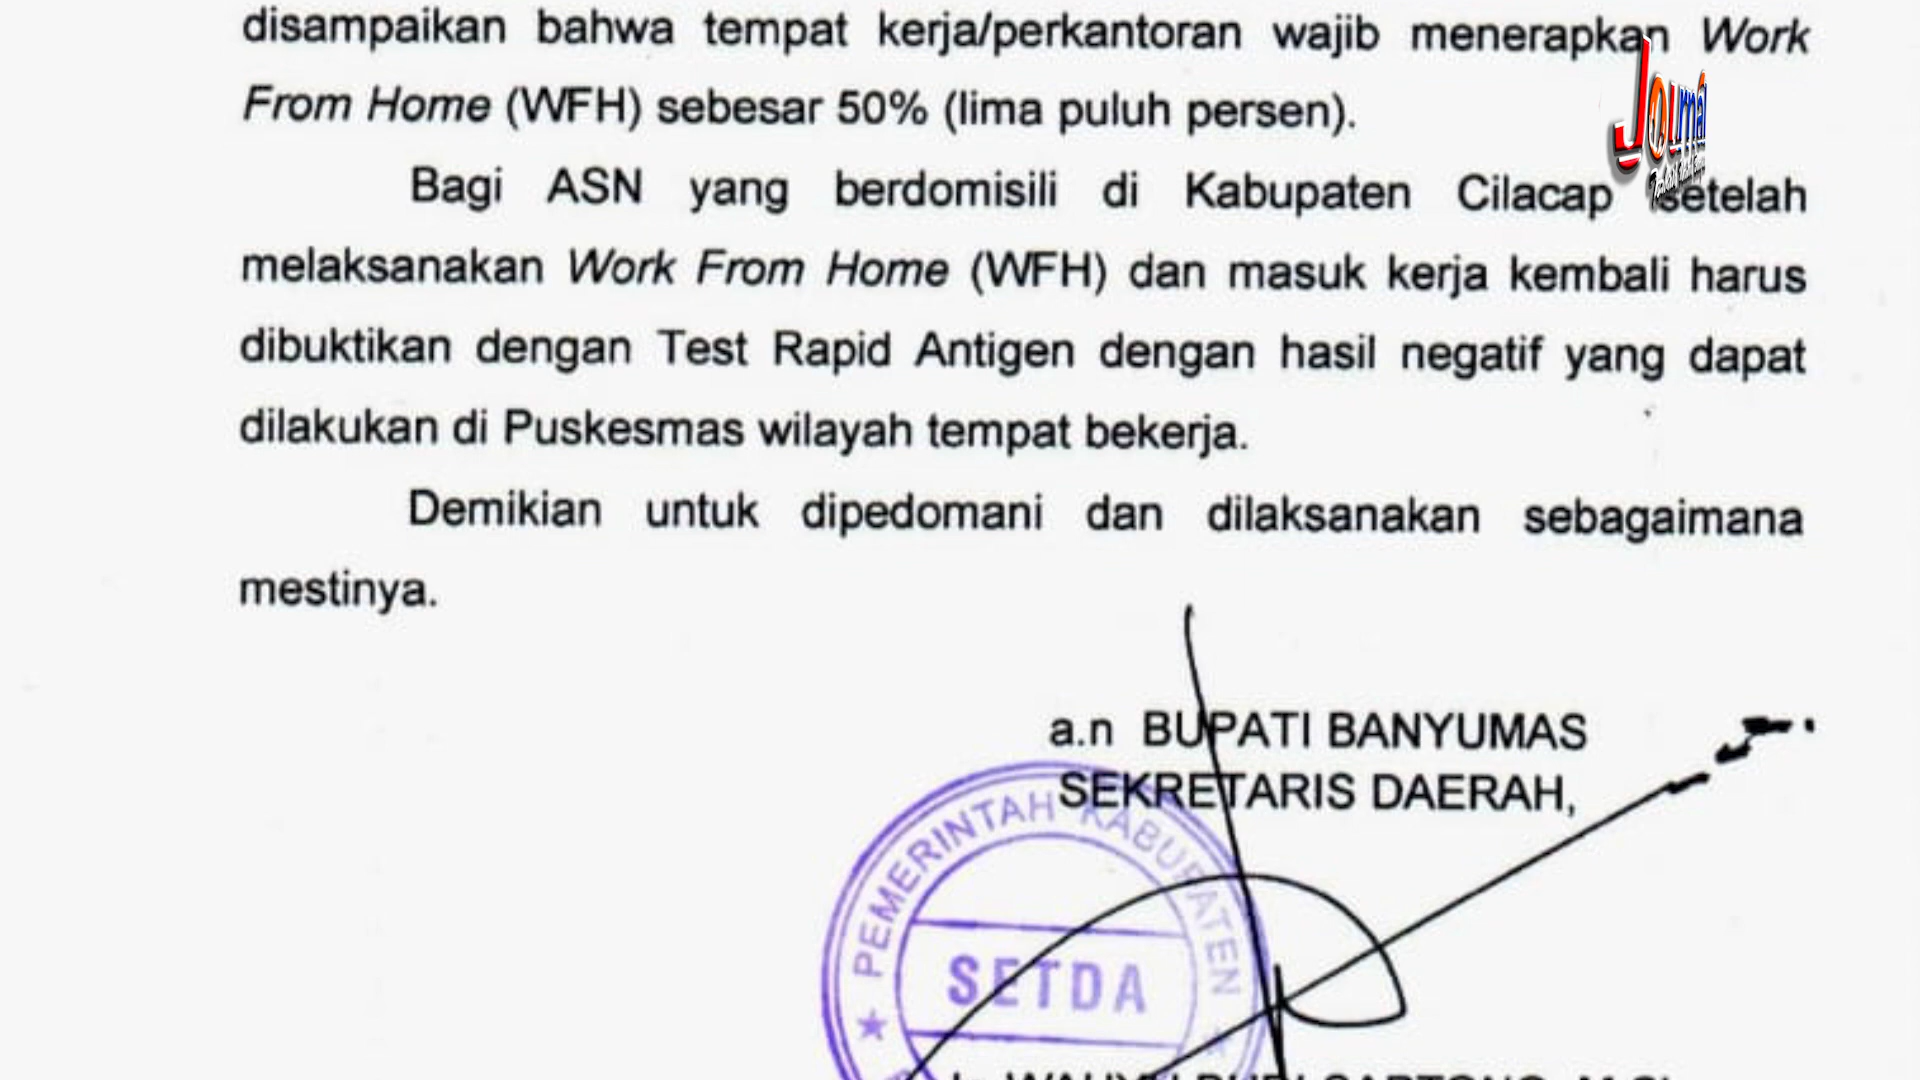 disampaikan bahwa tempat kerja/perkantoran wajib menerapkan Work
From Home (WFH) sebesar 50% (lima puluh persen).
Journal
Bagi ASN yang berdomisili di Kabupaten Cilacap setelah
melaksanakan Work From Home (WFH) dan masuk kerja kembali harus
dibuktikan dengan Test Rapid Antigen dengan hasil negatif yang dapat
dilakukan di Puskesmas wilayah tempat bekerja.
Demikian untuk dipedomani dan dilaksanakan sebagaimana
mestinya.
a.n BUPATI BANYUMAS
SEKRETARIS DAERAH,
PEMERINTAH KABUPATEN
SETDA